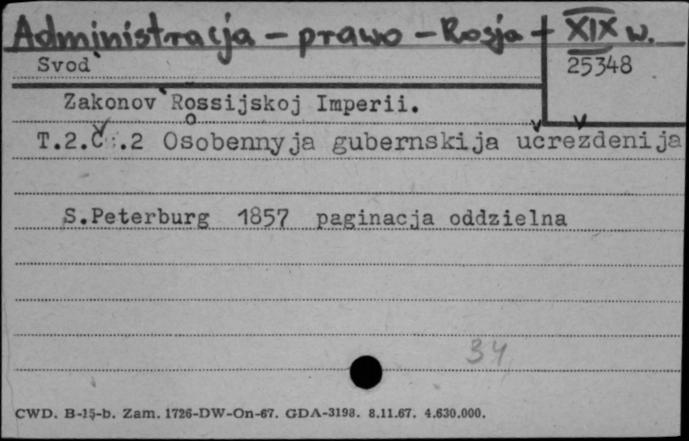 Administracja - prawo - Rosja + XIX w.
Svod` 25348
Zakonov` Rossijskoj Imperii.
T.2.Č .2 Osobennyja gubernskija učreždenija
S.Peterburg 1857 paginacja oddzielna
34
CWD. B-15-b. Zam. 1726-DW-On-67. GDA-3198. 8.11.67. 4.630.000.